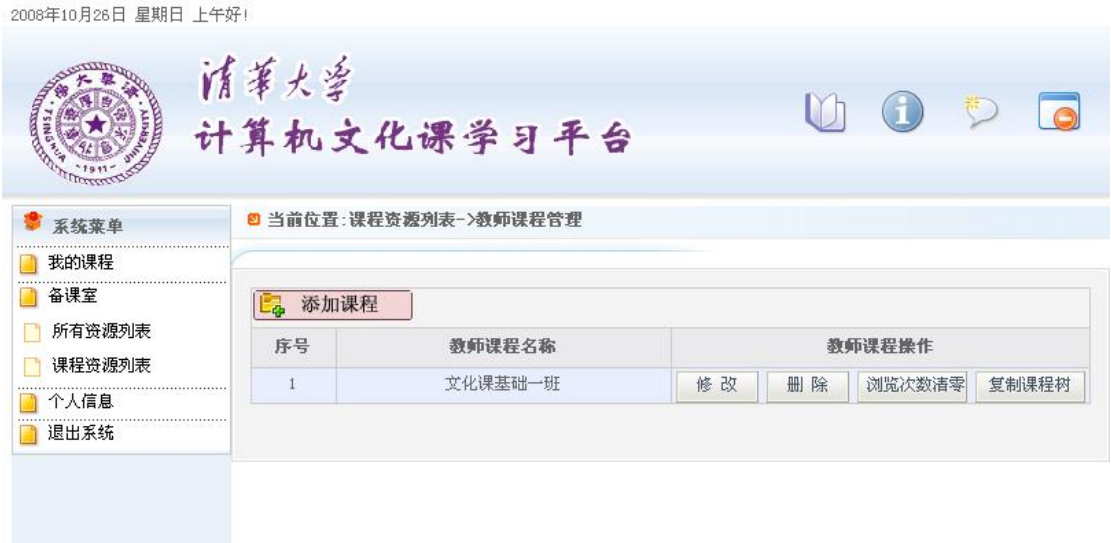 2008年10月26日 星期日 上午好!
清華大学
计算机文化课学习平台
TSINGHUA UNIVERSITY
-1911-
系统菜单
当前位置:课程资源列表->教师课程管理
我的课程
备课室
所有资源列表
课程资源列表
个人信息
退出系统
添加课程
序号 教师课程名称 教师课程操作
1 文化课基础一班 修 改 删 除 浏览次数清零 复制课程树